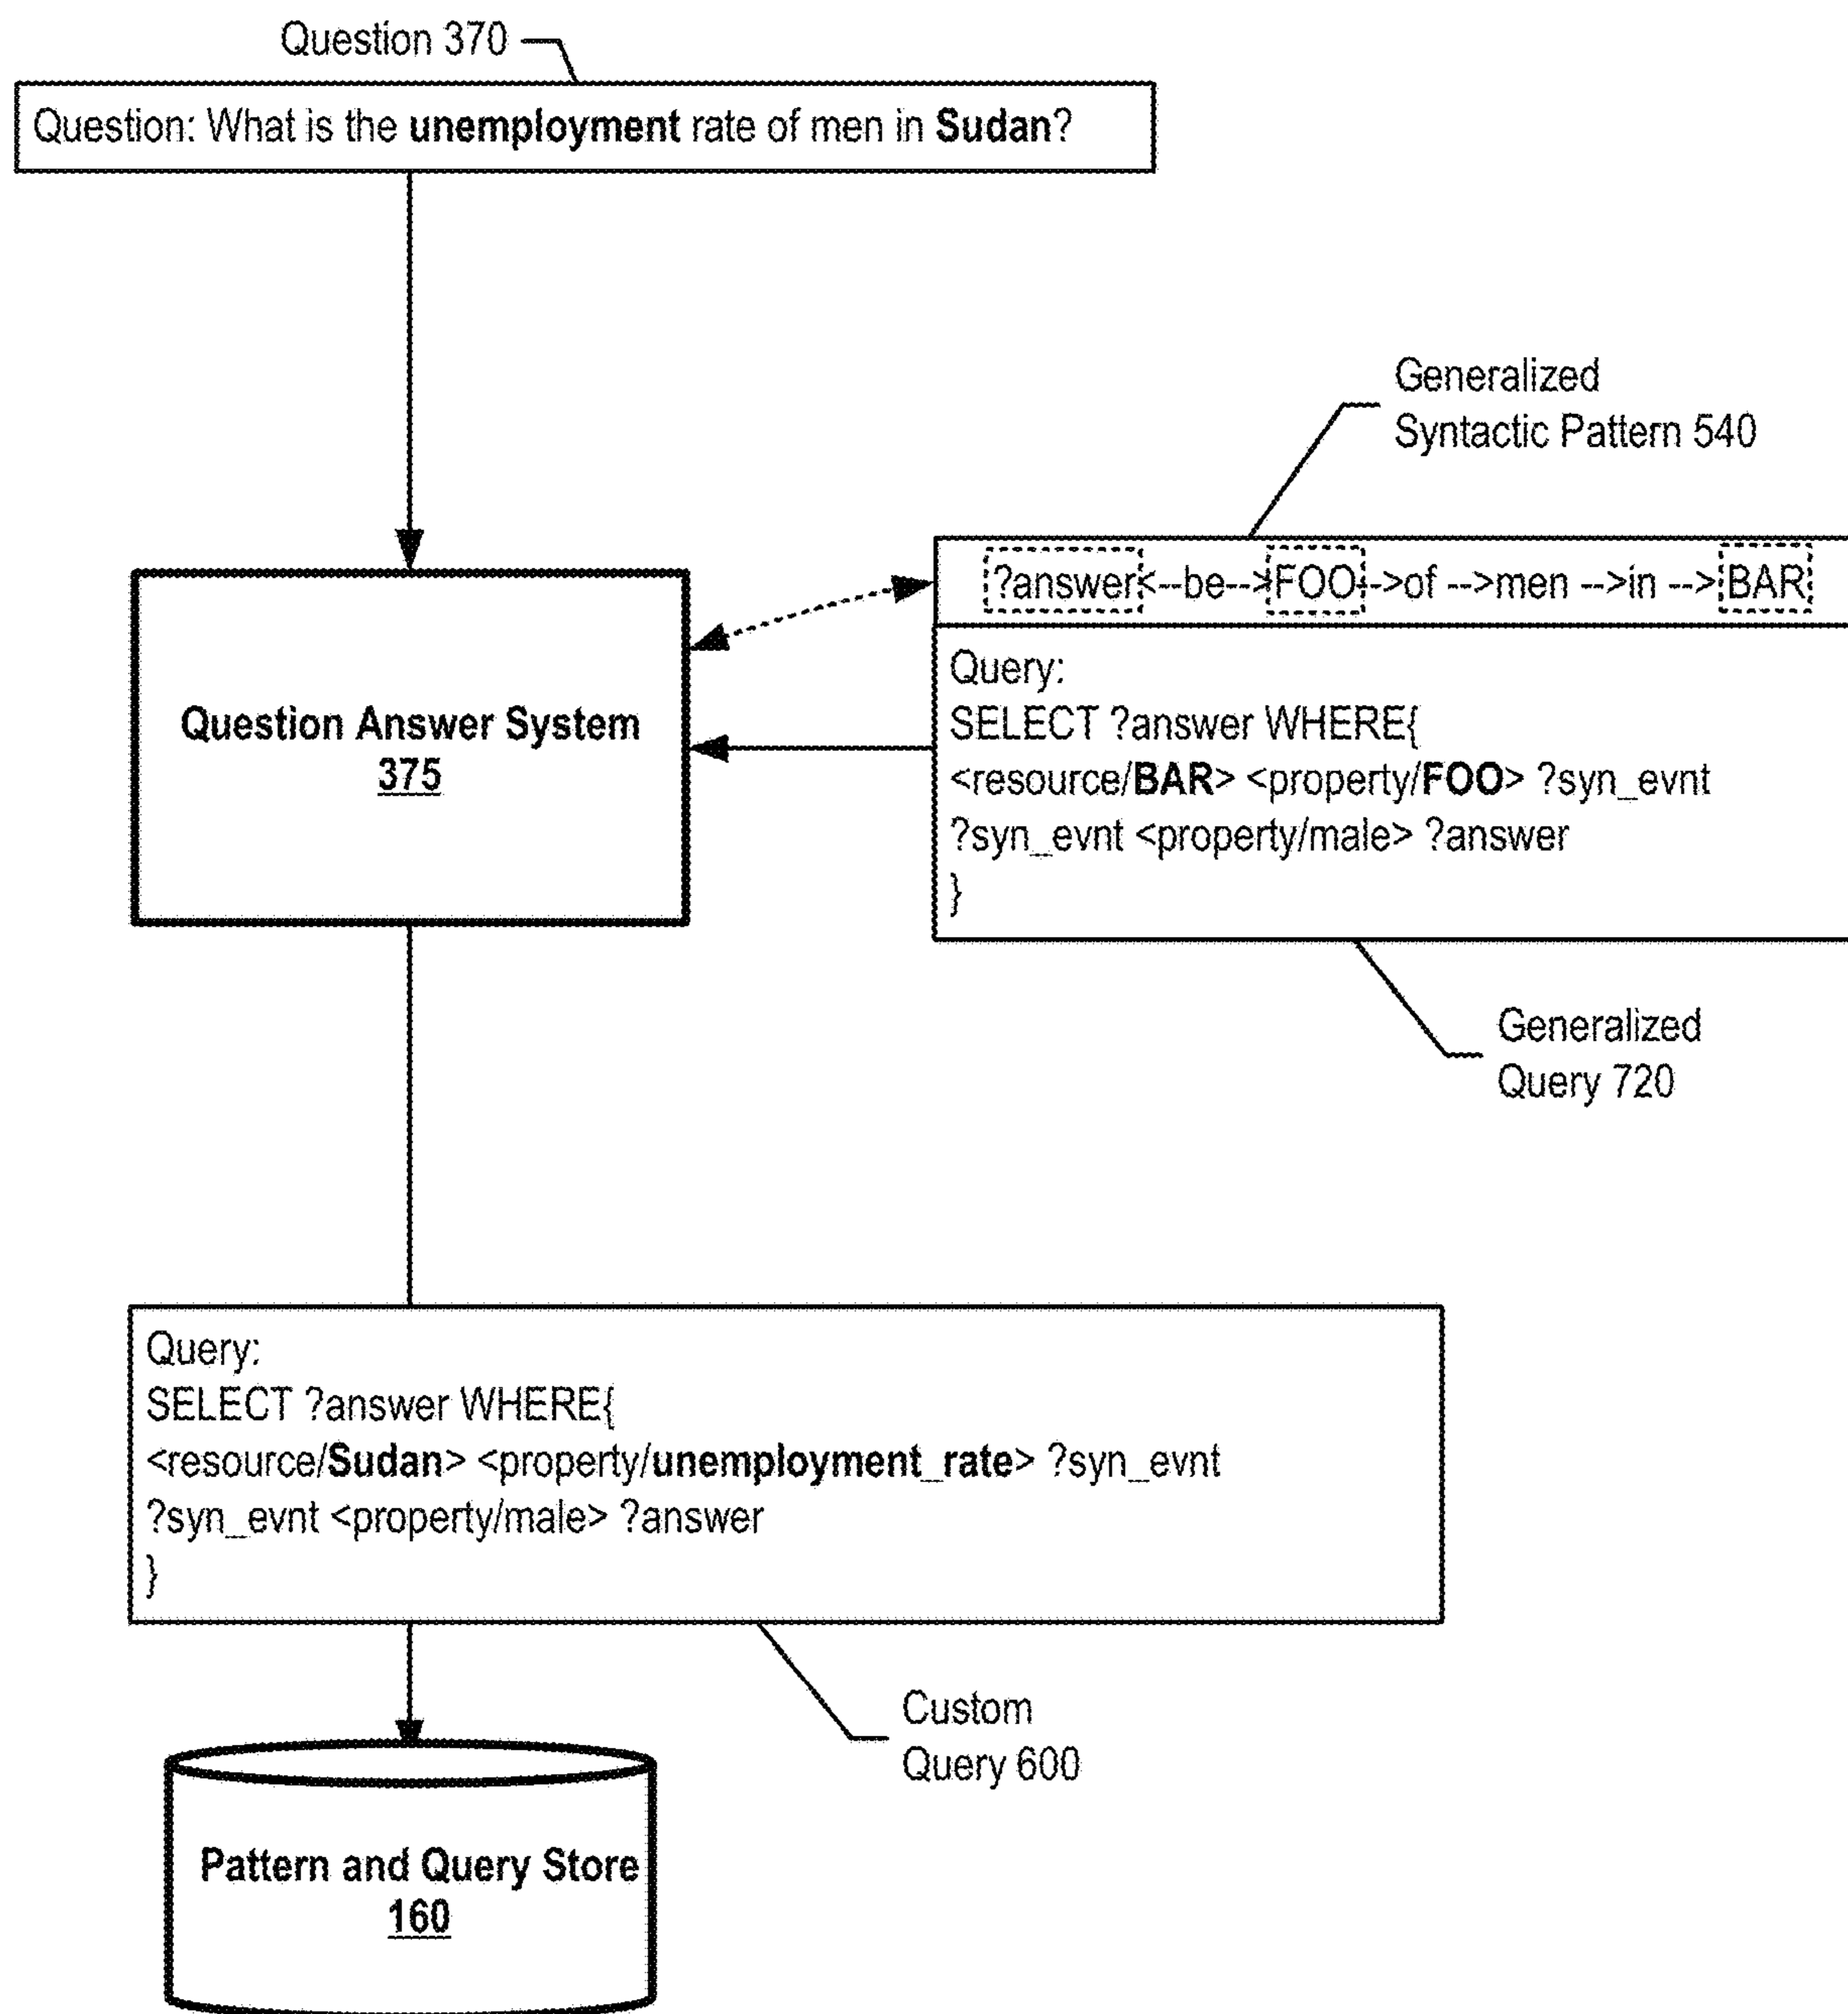 Question 370
Question: What is the unemployment rate of men in Sudan?
Generalized
Syntactic Pattern 540
?answer<--be-->FOO-->of -->men -->in -->BAR
Question Answer System
375
Query:
SELECT ?answer WHERE{
<resource/BAR> <property/FOO> ?syn_evnt
?syn_evnt <property/male> ?answer
}
Generalized
Query 720
Query:
SELECT ?answer WHERE{
<resource/Sudan> <property/unemployment_rate> ?syn_evnt
?syn_evnt <property/male> ?answer
}
Custom
Query 600
Pattern and Query Store
160